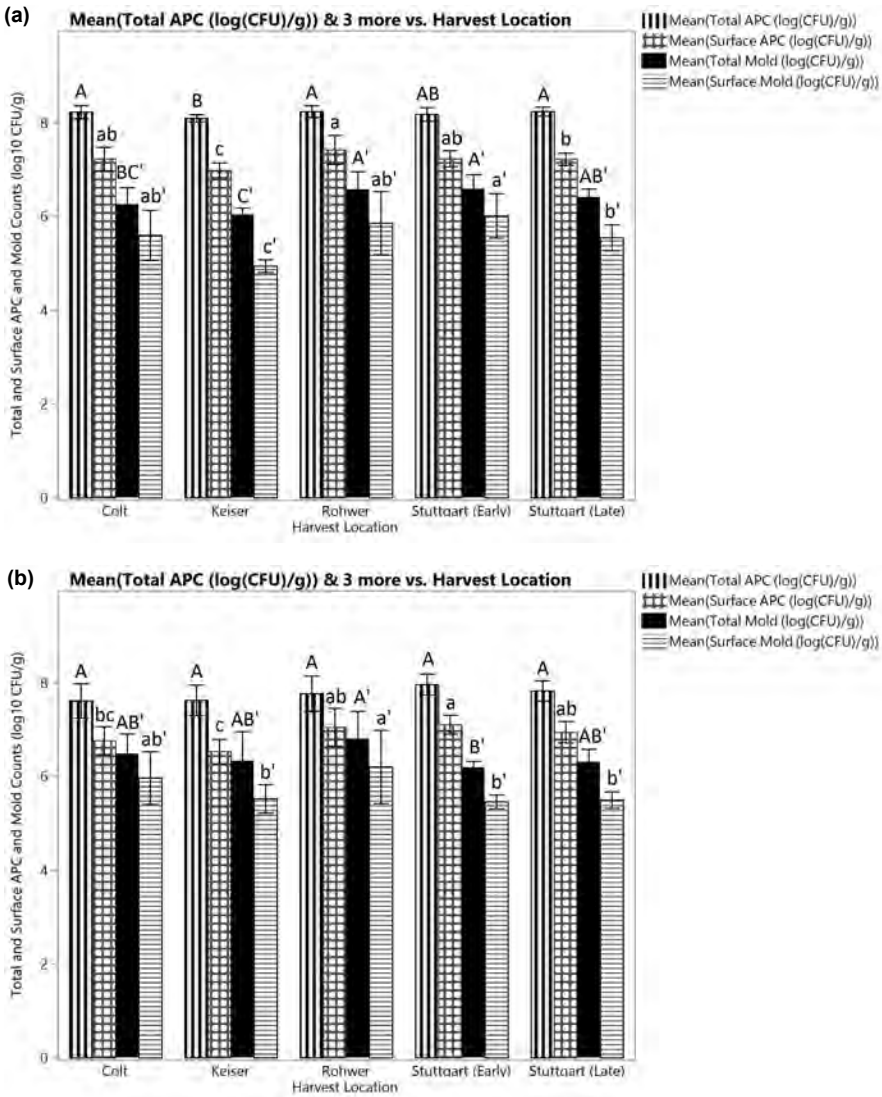 (a)
Mean(Total APC (log(CFU)/g)) & 3 more vs. Harvest Location
Mean(Total APC (log(CFU)/g))
Mean(Surface APC (log(CFU)/g))
Mean(Total Mold (log(CFU)/g))
Mean(Surface Mold (log(CFU)/g))
Total and Surface APC and Mold Counts (log10 CFU/g)
8
6
4
2
0
A ab BC' ab'
B c C' c'
A a A' ab'
AB ab A' a'
A b AB' b'
Colt Keiser Rohwer Stuttgart (Early) Stuttgart (Late)
Harvest Location
(b)
Mean(Total APC (log(CFU)/g)) & 3 more vs. Harvest Location
Mean(Total APC (log(CFU)/g))
Mean(Surface APC (log(CFU)/g))
Mean(Total Mold (log(CFU)/g))
Mean(Surface Mold (log(CFU)/g))
Total and Surface APC and Mold Counts (log10 CFU/g)
8
6
4
2
0
A bc AB' ab'
A c AB' b'
A ab A' a'
A a B' b'
A ab AB' b'
Colt Keiser Rohwer Stuttgart (Early) Stuttgart (Late)
Harvest Location